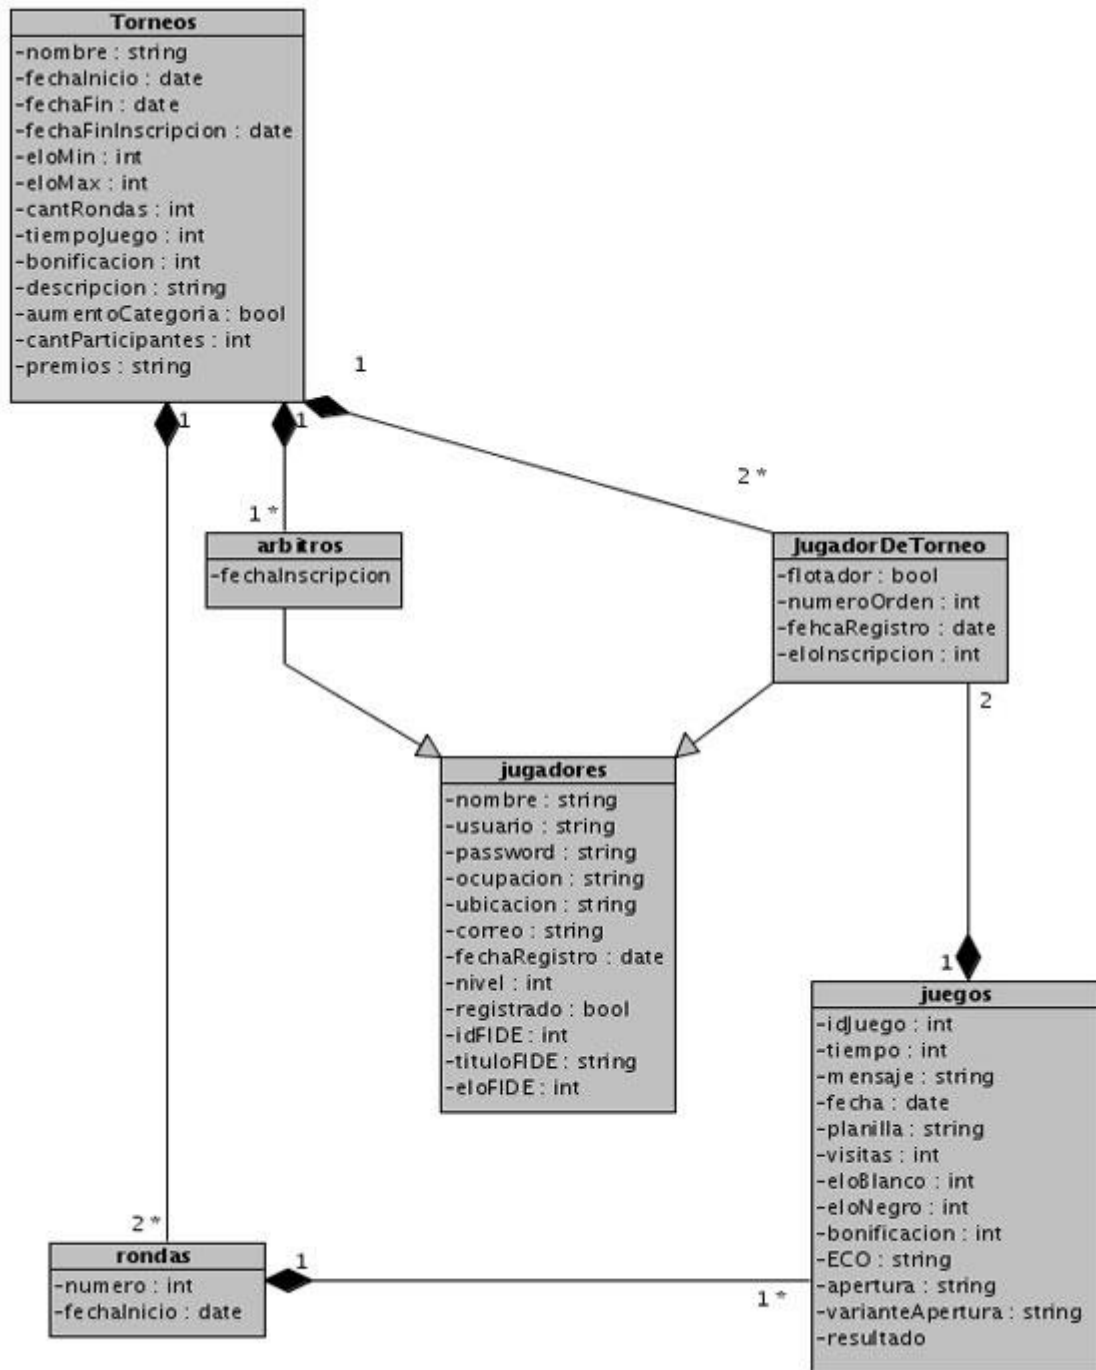 Torneos
-nombre : string
-fechaInicio : date
-fechaFin : date
-fechaFinInscripcion : date
-eloMin : int
-eloMax : int
-cantRondas : int
-tiempoJuego : int
-bonificacion : int
-descripcion : string
-aumentoCategoria : bool
-cantParticipantes : int
-premios : string
1
1
1
2 *
1 *
arbitros
-fechaInscripcion
JugadorDeTorneo
-flotador : bool
-numeroOrden : int
-fehcaRegistro : date
-eloInscripcion : int
2
jugadores
-nombre : string
-usuario : string
-password : string
-ocupacion : string
-ubicacion : string
-correo : string
-fechaRegistro : date
-nivel : int
-registrado : bool
-idFIDE : int
-tituloFIDE : string
-eloFIDE : int
1
juegos
-idJuego : int
-tiempo : int
-mensaje : string
-fecha : date
-planilla : string
-visitas : int
-eloBlanco : int
-eloNegro : int
-bonificacion : int
-ECO : string
-apertura : string
-varianteApertura : string
-resultado
2 *
rondas
-numero : int
-fechaInicio : date
1
1 *